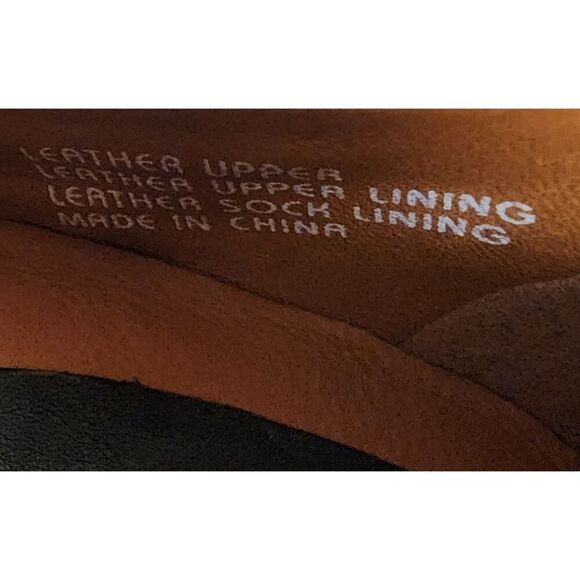 LEATHER UPPER
LEATHER UPPER LINING
LEATHER SOCK LINING
MADE IN CHINA